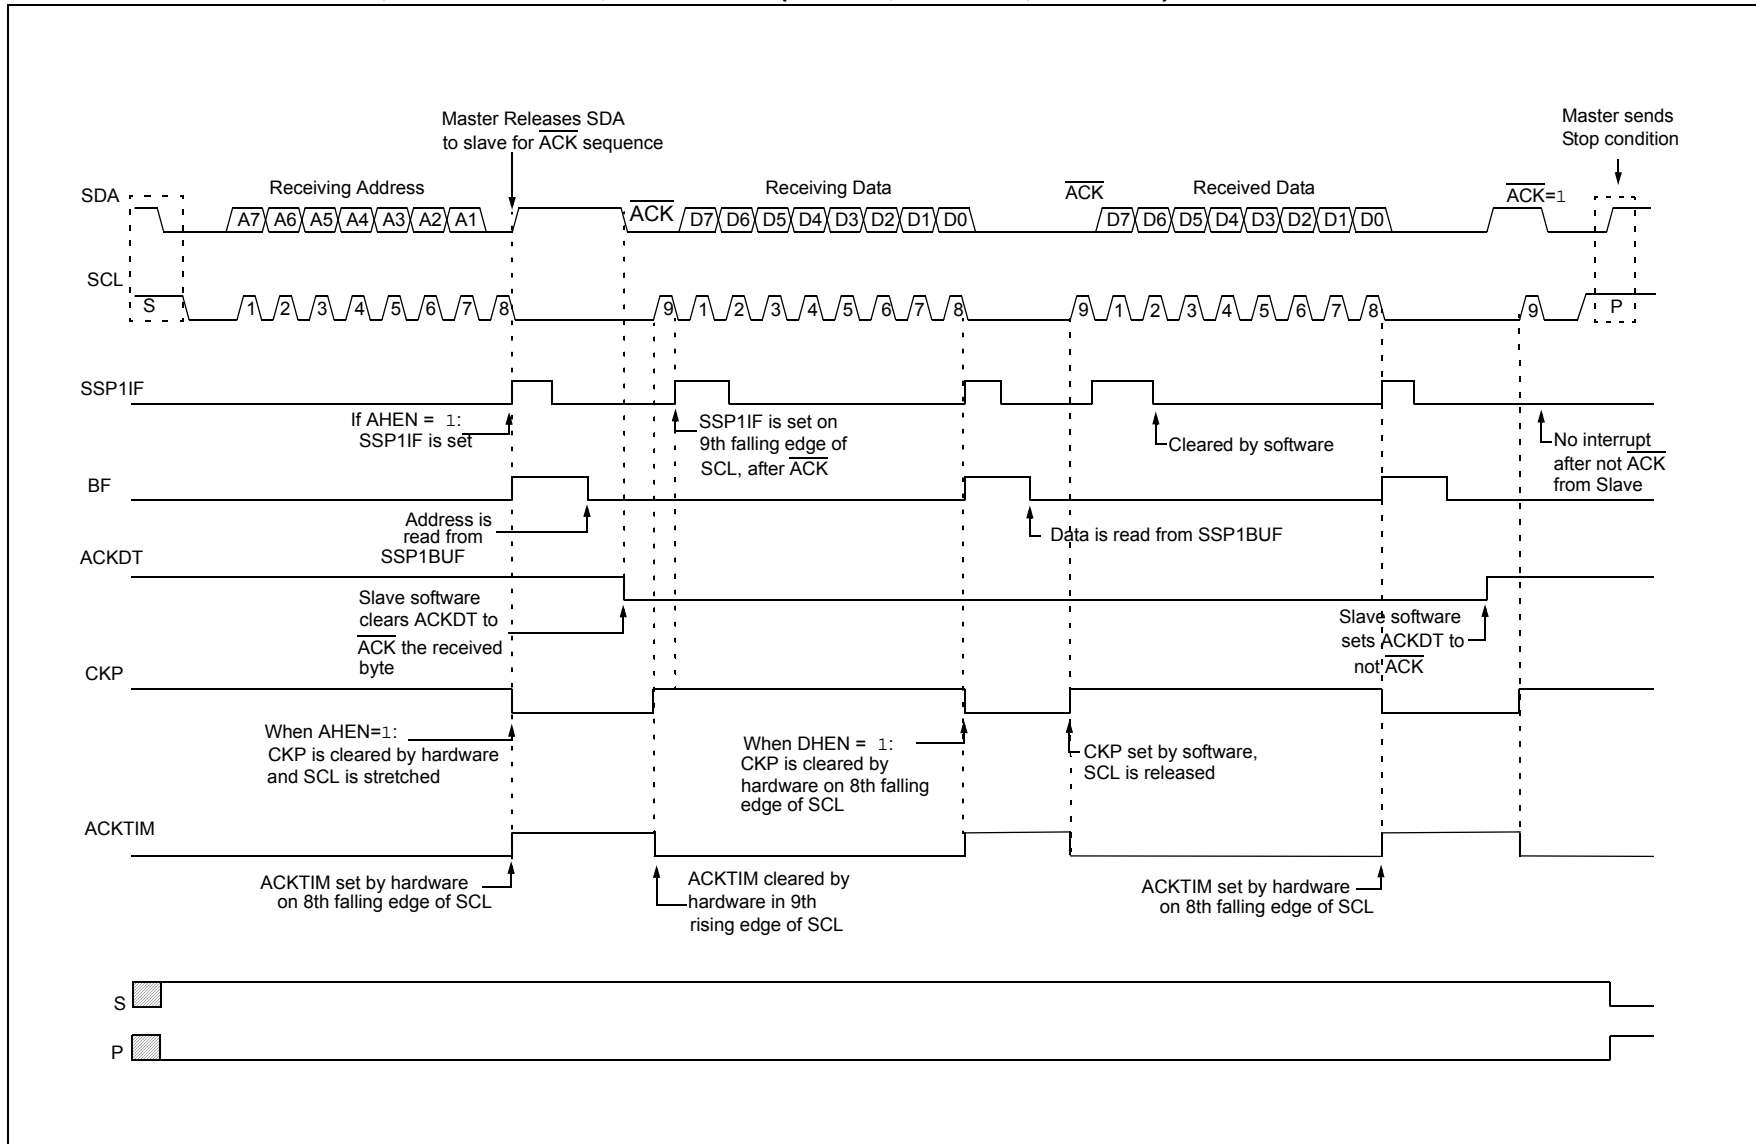 Master Releases SDA
to slave for ACK sequence
Master sends
Stop condition
SDA
Receiving Address
ACK
Receiving Data
ACK
Received Data
ACK=1
A7 A6 A5 A4 A3 A2 A1
D7 D6 D5 D4 D3 D2 D1 D0
D7 D6 D5 D4 D3 D2 D1 D0
SCL
S
1 2 3 4 5 6 7 8
9 1 2 3 4 5 6 7 8
9 1 2 3 4 5 6 7 8
9
P
SSP1IF
If AHEN = 1:
SSP1IF is set
SSP1IF is set on
9th falling edge of
SCL, after ACK
Cleared by software
No interrupt
after not ACK
from Slave
BF
Address is
read from
SSP1BUF
Data is read from SSP1BUF
ACKDT
Slave software
clears ACKDT to
ACK the received
byte
Slave software
sets ACKDT to
not ACK
CKP
When AHEN=1:
CKP is cleared by hardware
and SCL is stretched
When DHEN = 1:
CKP is cleared by
hardware on 8th falling
edge of SCL
CKP set by software,
SCL is released
ACKTIM
ACKTIM set by hardware
on 8th falling edge of SCL
ACKTIM cleared by
hardware in 9th
rising edge of SCL
ACKTIM set by hardware
on 8th falling edge of SCL
S
P